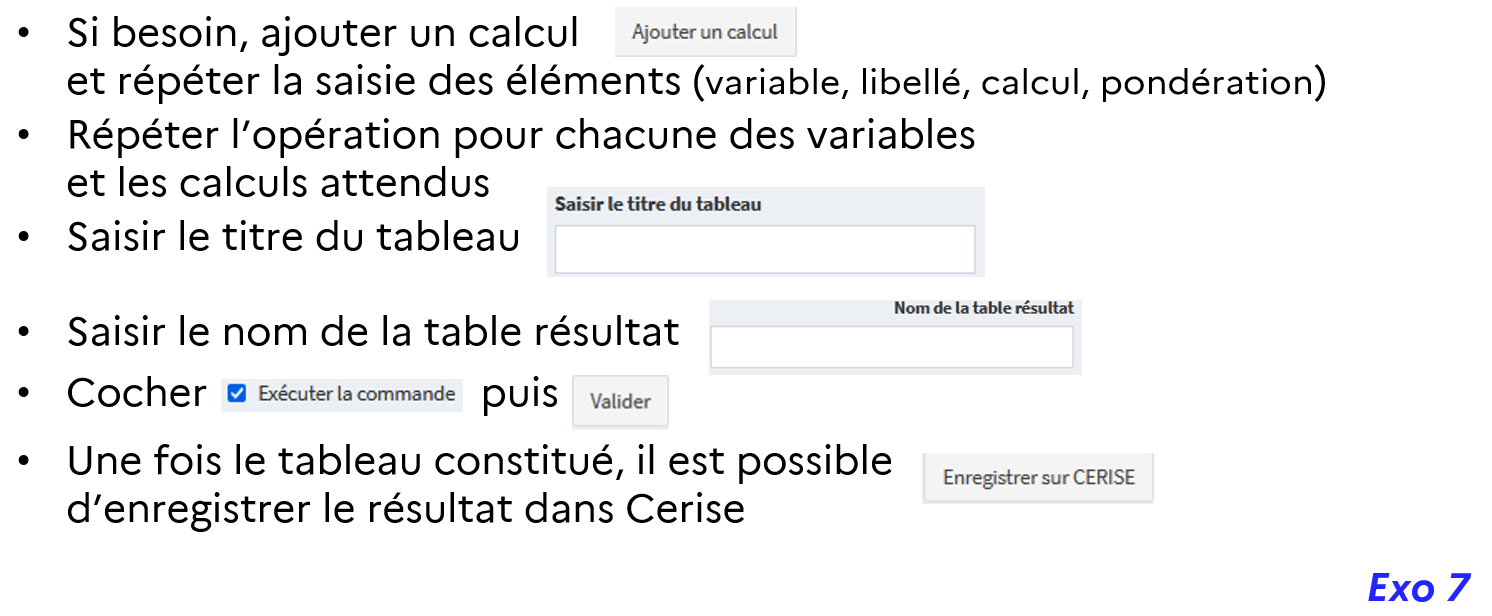 • Si besoin, ajouter un calcul Ajouter un calcul
et répéter la saisie des éléments (variable, libellé, calcul, pondération)
• Répéter l’opération pour chacune des variables
et les calculs attendus
Saisir le titre du tableau
• Saisir le titre du tableau
Nom de la table résultat
• Saisir le nom de la table résultat
• Cocher Exécuter la commande puis Valider
• Une fois le tableau constitué, il est possible
Enregistrer sur CERISE
d’enregistrer le résultat dans Cerise
Exo 7